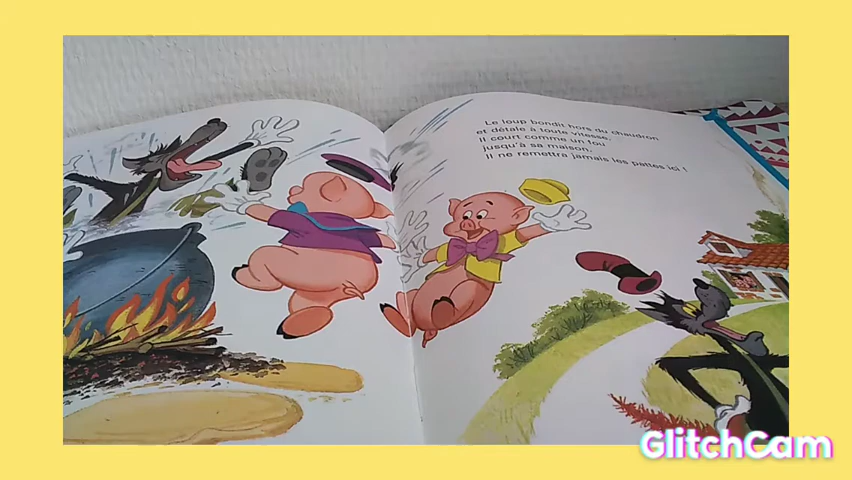 Le loup bondit hors du chaudron
et détale à toute vitesse.
Il court comme un fou
jusqu'à sa maison.
Il ne remettra jamais les pattes ici !
GlitchCam